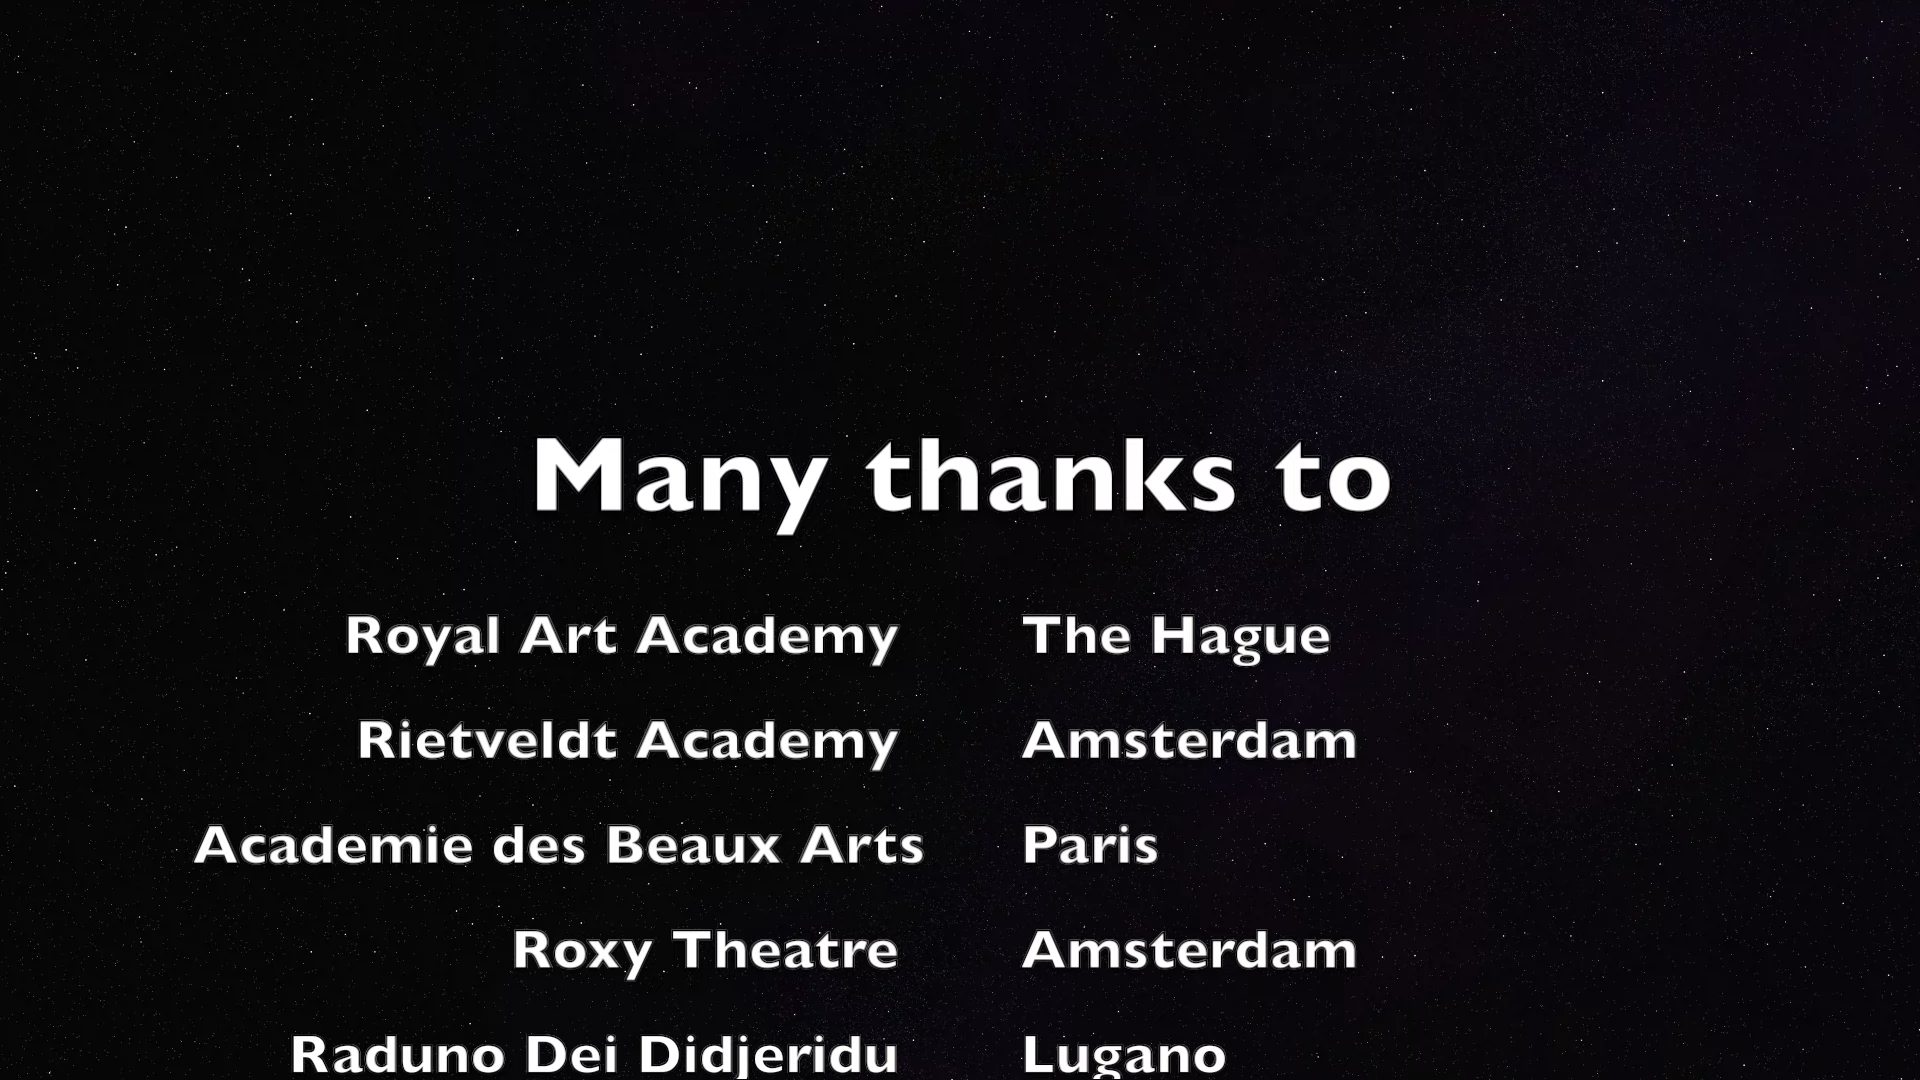 Many thanks to
Royal Art Academy The Hague
Rietveldt Academy Amsterdam
Academie des Beaux Arts Paris
Roxy Theatre Amsterdam
Raduno Dei Didjeridu Lugano